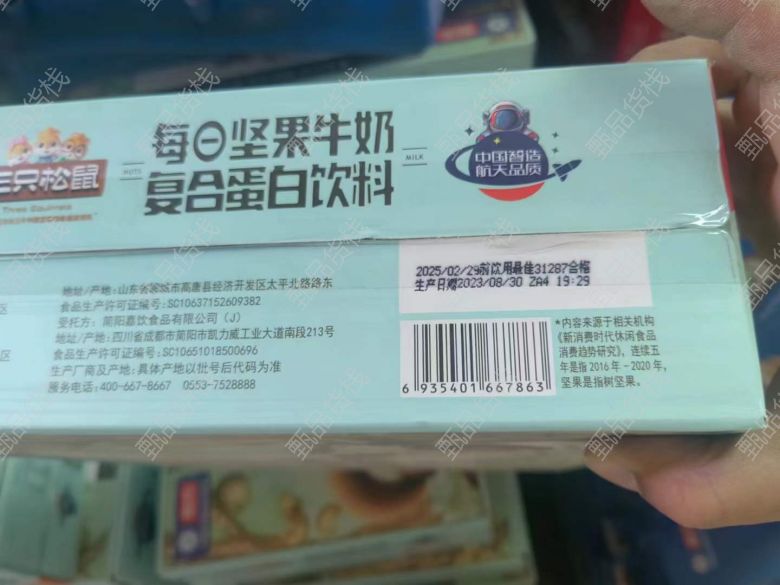 三只松鼠
Three Squirrels
每日坚果牛奶
复合蛋白饮料
NUTS
MILK
中国智造
航天品质
地址/产地:山东省聊城市高唐县经济开发区太平北路路东
食品生产许可证编号:SC10637152609382
受托方:简阳嘉饮食品有限公司(J)
地址/产地:四川省成都市简阳市凯力威工业大道南段213号
食品生产许可证编号:SC10651018500696
生产厂商及产地:具体产地以批号后代码为准
服务电话:400-667-8667 0553-7528888
区
区
2025/02/29前饮用最佳31287合格
生产日期2023/08/30 ZA4 19:29
6 935401 667863
*内容来源于相关机构
《新消费时代休闲食品
消费趋势研究》,连续五
年是指2016年-2020年,
坚果是指树坚果。
甄品货栈